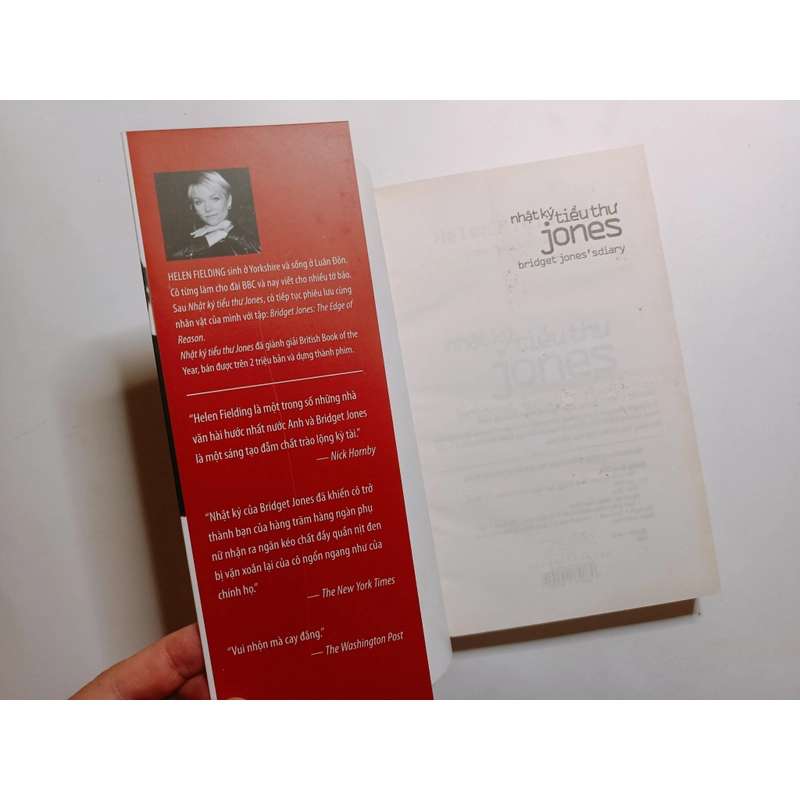 HELEN FIELDING sinh ở Yorkshire và sống ở Luân Đôn.
Cô từng làm cho đài BBC và nay viết cho nhiều tờ báo.
Sau Nhật ký tiểu thư Jones, cô tiếp tục phiêu lưu cùng
nhân vật của mình với tập: Bridget Jones: The Edge of
Reason.
Nhật ký tiểu thư Jones đã giành giải British Book of the
Year, bán được trên 2 triệu bản và dựng thành phim.
“Helen Fielding là một trong số những nhà
văn hài hước nhất nước Anh và Bridget Jones
là một sáng tạo đẫm chất trào lộng kỳ tài.”
— Nick Hornby
“Nhật ký của Bridget Jones đã khiến cô trở
thành bạn của hàng trăm hàng ngàn phụ
nữ nhận ra ngăn kéo chất đầy quần nịt đen
bị vặn xoắn lại của cô ngổn ngang như của
chính họ.”
— The New York Times
“Vui nhộn mà cay đắng.”
— The Washington Post
nhật ký tiểu thư
jones
bridget jones' sdiary
nhật ký tiểu thư
jones